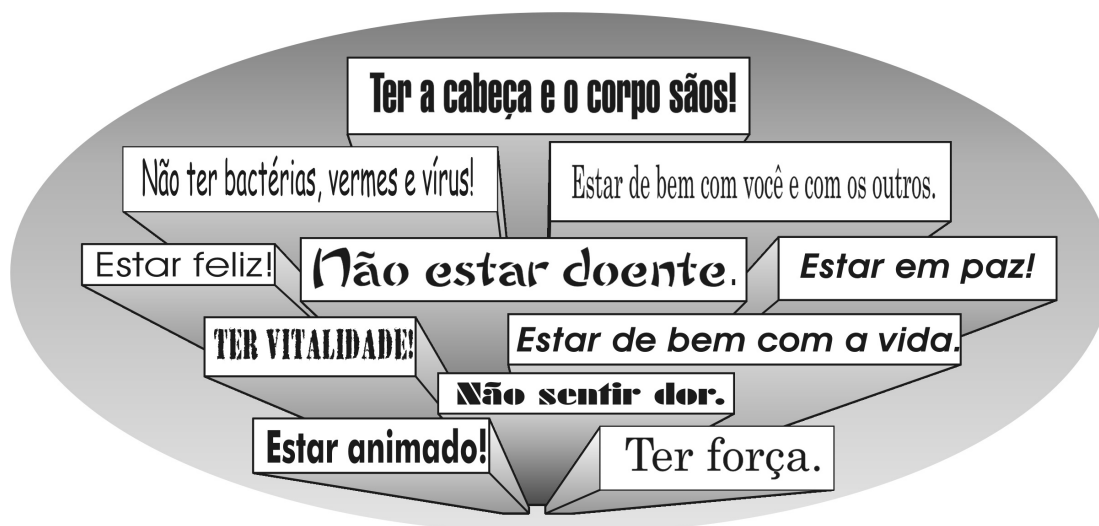 Ter a cabeça e o corpo sãos!
Não ter bactérias, vermes e vírus!
Estar de bem com você e com os outros.
Estar feliz!
Não estar doente.
Estar em paz!
TER VITALIDADE!
Estar de bem com a vida.
Não sentir dor.
Estar animado!
Ter força.